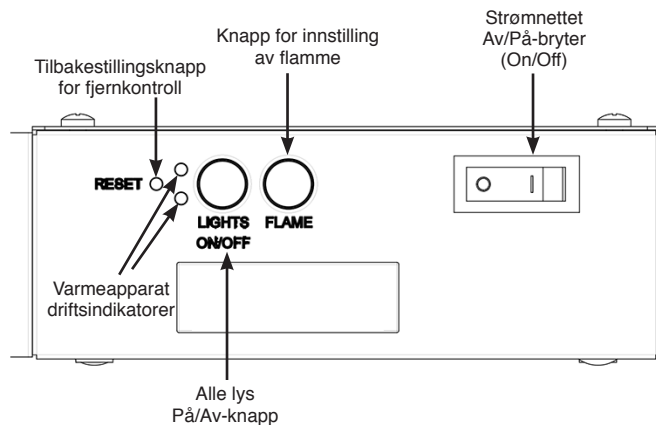 Strømnettet
Av/På-bryter
(On/Off)
Knapp for innstilling
av flamme
Tilbakestillingsknapp
for fjernkontroll
RESET
LIGHTS
ON/OFF
FLAME
Varmeapparat
driftsindikatorer
Alle lys
På/Av-knapp